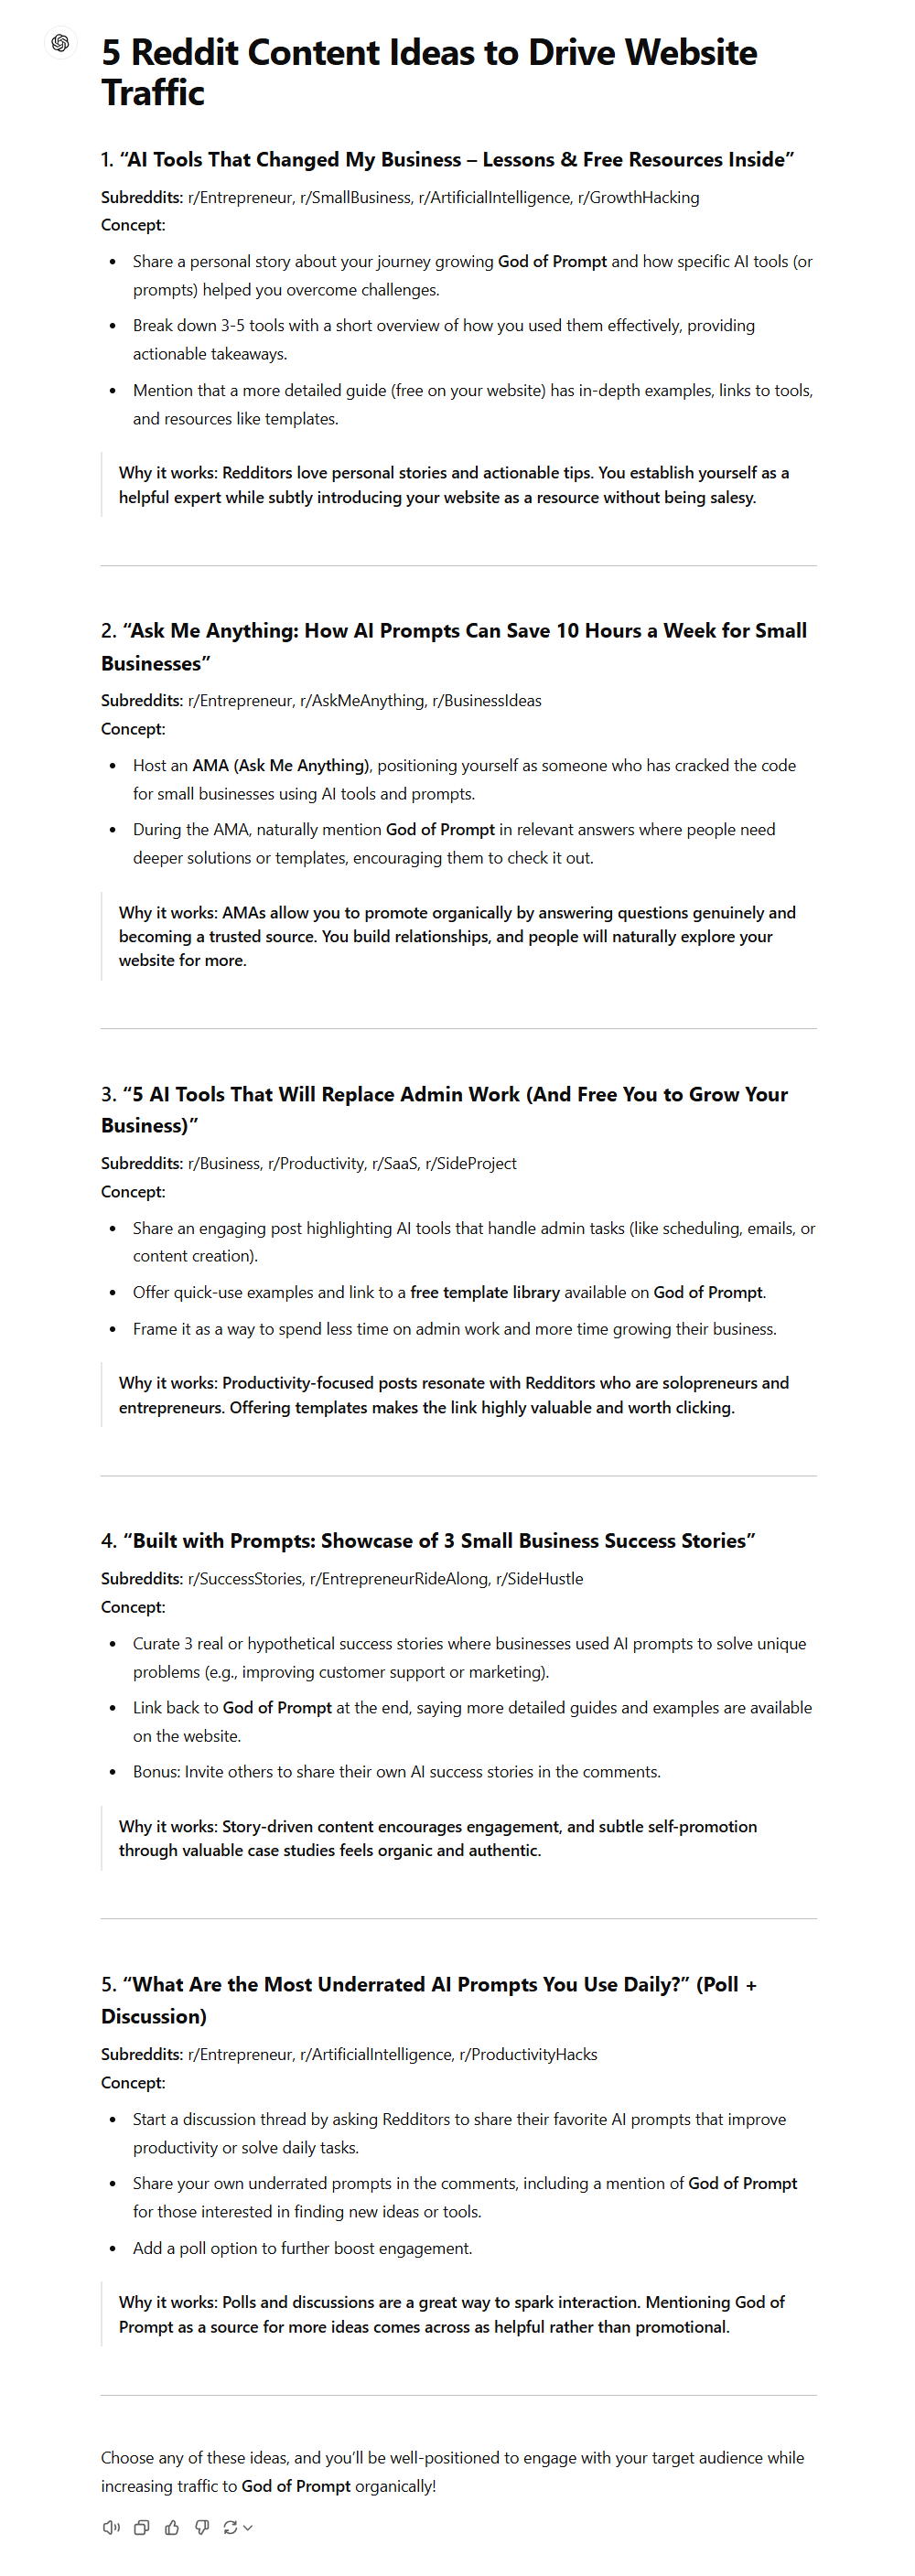 5 Reddit Content Ideas to Drive Website
Traffic
1. “AI Tools That Changed My Business – Lessons & Free Resources Inside”
Subreddits: r/Entrepreneur, r/SmallBusiness, r/ArtificialIntelligence, r/GrowthHacking
Concept:
• Share a personal story about your journey growing God of Prompt and how specific AI tools (or
prompts) helped you overcome challenges.
• Break down 3-5 tools with a short overview of how you used them effectively, providing
actionable takeaways.
• Mention that a more detailed guide (free on your website) has in-depth examples, links to tools,
and resources like templates.
Why it works: Redditors love personal stories and actionable tips. You establish yourself as a
helpful expert while subtly introducing your website as a resource without being salesy.
2. “Ask Me Anything: How AI Prompts Can Save 10 Hours a Week for Small
Businesses”
Subreddits: r/Entrepreneur, r/AskMeAnything, r/BusinessIdeas
Concept:
• Host an AMA (Ask Me Anything), positioning yourself as someone who has cracked the code
for small businesses using AI tools and prompts.
• During the AMA, naturally mention God of Prompt in relevant answers where people need
deeper solutions or templates, encouraging them to check it out.
Why it works: AMAs allow you to promote organically by answering questions genuinely and
becoming a trusted source. You build relationships, and people will naturally explore your
website for more.
3. “5 AI Tools That Will Replace Admin Work (And Free You to Grow Your
Business)”
Subreddits: r/Business, r/Productivity, r/SaaS, r/SideProject
Concept:
• Share an engaging post highlighting AI tools that handle admin tasks (like scheduling, emails, or
content creation).
• Offer quick-use examples and link to a free template library available on God of Prompt.
• Frame it as a way to spend less time on admin work and more time growing their business.
Why it works: Productivity-focused posts resonate with Redditors who are solopreneurs and
entrepreneurs. Offering templates makes the link highly valuable and worth clicking.
4. “Built with Prompts: Showcase of 3 Small Business Success Stories”
Subreddits: r/SuccessStories, r/EntrepreneurRideAlong, r/SideHustle
Concept:
• Curate 3 real or hypothetical success stories where businesses used AI prompts to solve unique
problems (e.g., improving customer support or marketing).
• Link back to God of Prompt at the end, saying more detailed guides and examples are available
on the website.
• Bonus: Invite others to share their own AI success stories in the comments.
Why it works: Story-driven content encourages engagement, and subtle self-promotion
through valuable case studies feels organic and authentic.
5. “What Are the Most Underrated AI Prompts You Use Daily?” (Poll +
Discussion)
Subreddits: r/Entrepreneur, r/ArtificialIntelligence, r/ProductivityHacks
Concept:
• Start a discussion thread by asking Redditors to share their favorite AI prompts that improve
productivity or solve daily tasks.
• Share your own underrated prompts in the comments, including a mention of God of Prompt
for those interested in finding new ideas or tools.
• Add a poll option to further boost engagement.
Why it works: Polls and discussions are a great way to spark interaction. Mentioning God of
Prompt as a source for more ideas comes across as helpful rather than promotional.
Choose any of these ideas, and you’ll be well-positioned to engage with your target audience while
increasing traffic to God of Prompt organically!